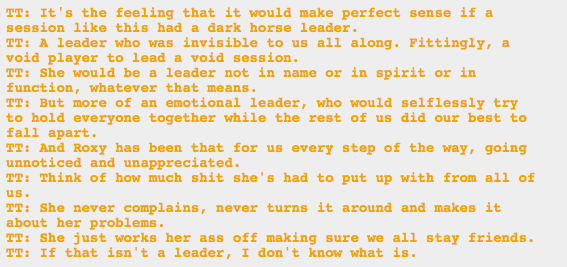 TT: It's the feeling that it would make perfect sense if a
session like this had a dark horse leader.
TT: A leader who was invisible to us all along. Fittingly, a
void player to lead a void session.
TT: She would be a leader not in name or in spirit or in
function, whatever that means.
TT: But more of an emotional leader, who would selflessly try
to hold everyone together while the rest of us did our best to
fall apart.
TT: And Roxy has been that for us every step of the way, going
unnoticed and unappreciated.
TT: Think of how much shit she's had to put up with from all of
us.
TT: She never complains, never turns it around and makes it
about her problems.
TT: She just works her ass off making sure we all stay friends.
TT: If that isn't a leader, I don't know what is.